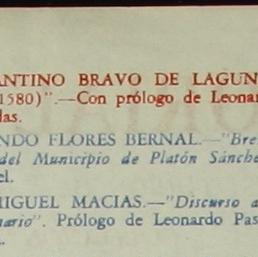 ANTINO BRAVO DE LAGUN
1580)".—Con prólogo de Leonar
las.
NDO FLORES BERNAL.—"Bre
del Municipio de Platón Sánche
el.
MIGUEL MACIAS.—"Discurso a
nario". Prólogo de Leonardo Pas